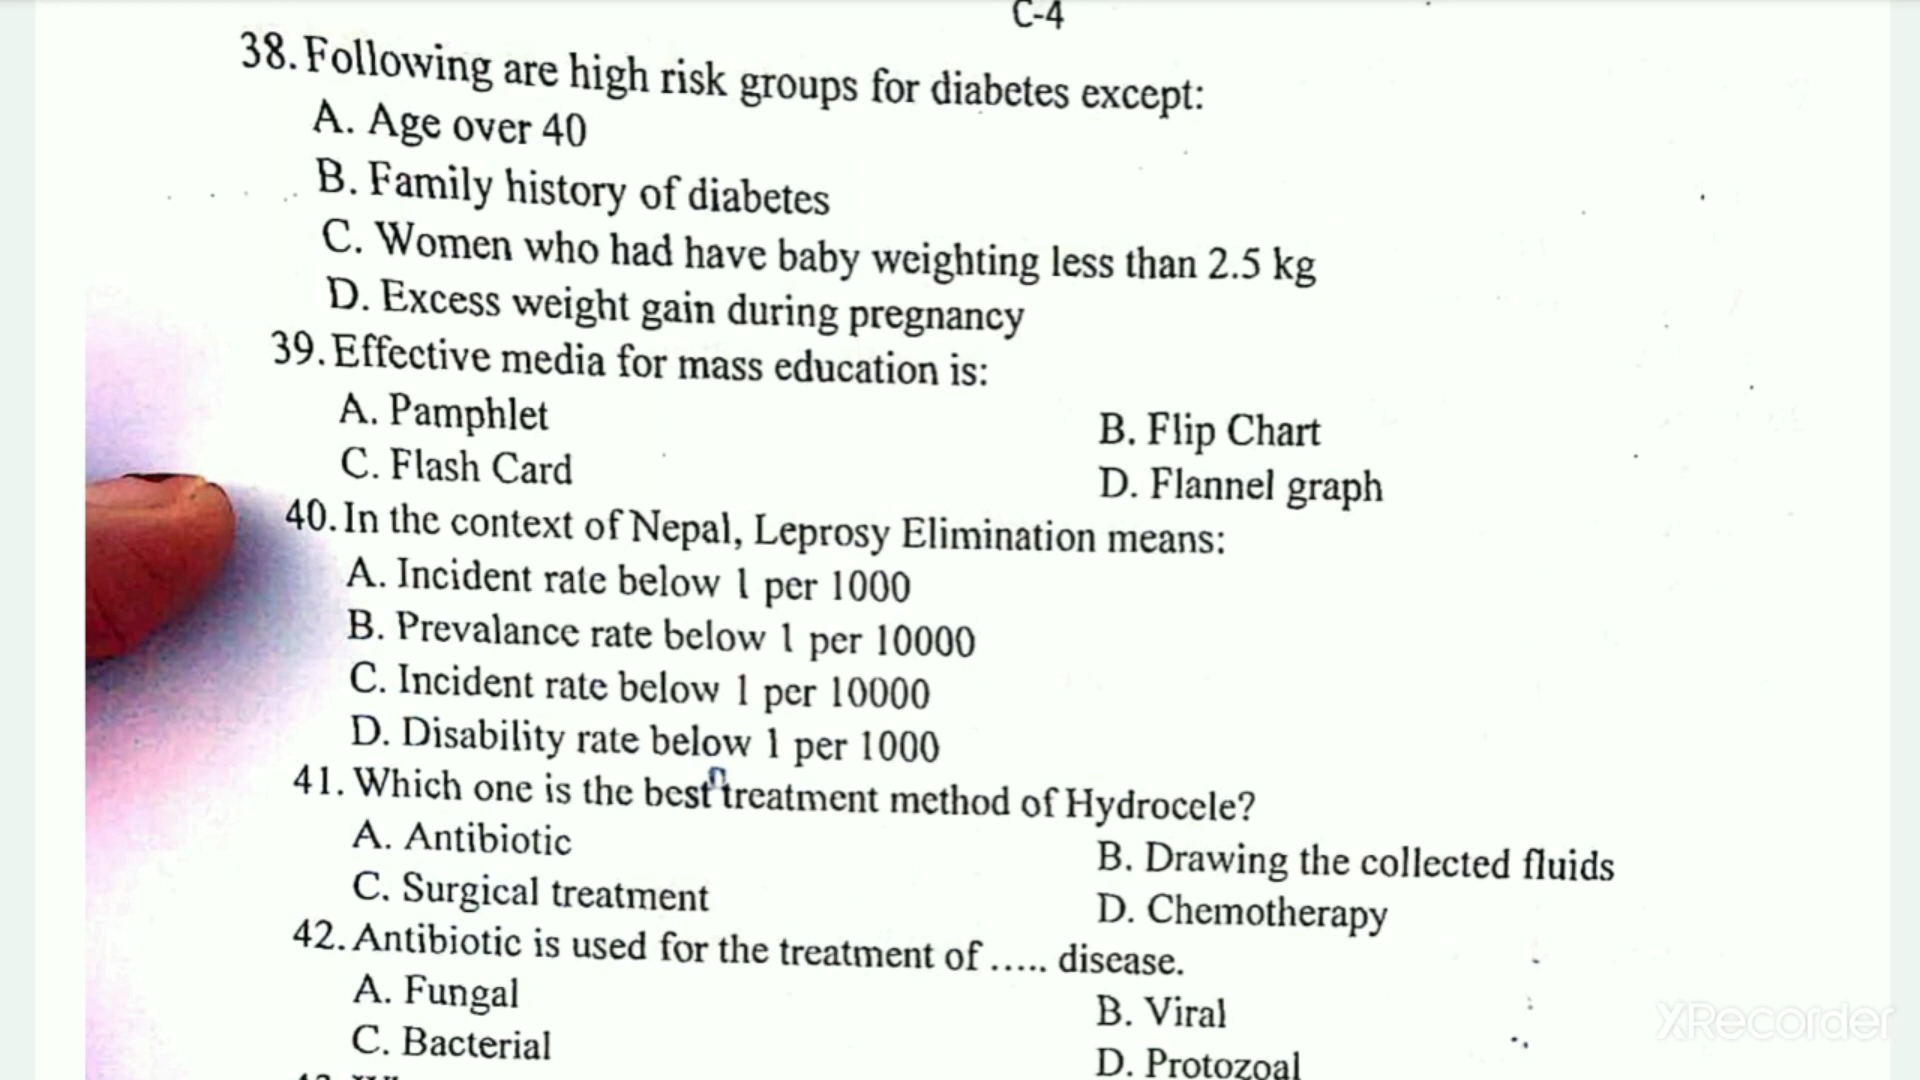 C-4
38. Following are high risk groups for diabetes except:
A. Age over 40
B. Family history of diabetes
C. Women who had have baby weighting less than 2.5 kg
D. Excess weight gain during pregnancy
39. Effective media for mass education is:
A. Pamphlet B. Flip Chart
C. Flash Card D. Flannel graph
40. In the context of Nepal, Leprosy Elimination means:
A. Incident rate below 1 per 1000
B. Prevalance rate below 1 per 10000
C. Incident rate below 1 per 10000
D. Disability rate below 1 per 1000
41. Which one is the best treatment method of Hydrocele?
A. Antibiotic B. Drawing the collected fluids
C. Surgical treatment D. Chemotherapy
42. Antibiotic is used for the treatment of ..... disease.
A. Fungal B. Viral
C. Bacterial D. Protozoal
XRecorder